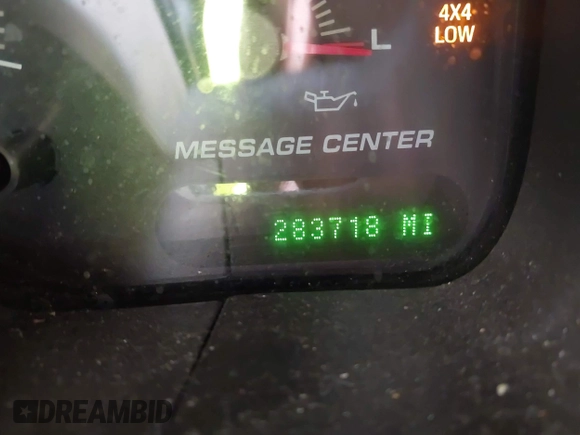 4X4
LOW
L
MESSAGE CENTER
283718 MI
DREAMBID